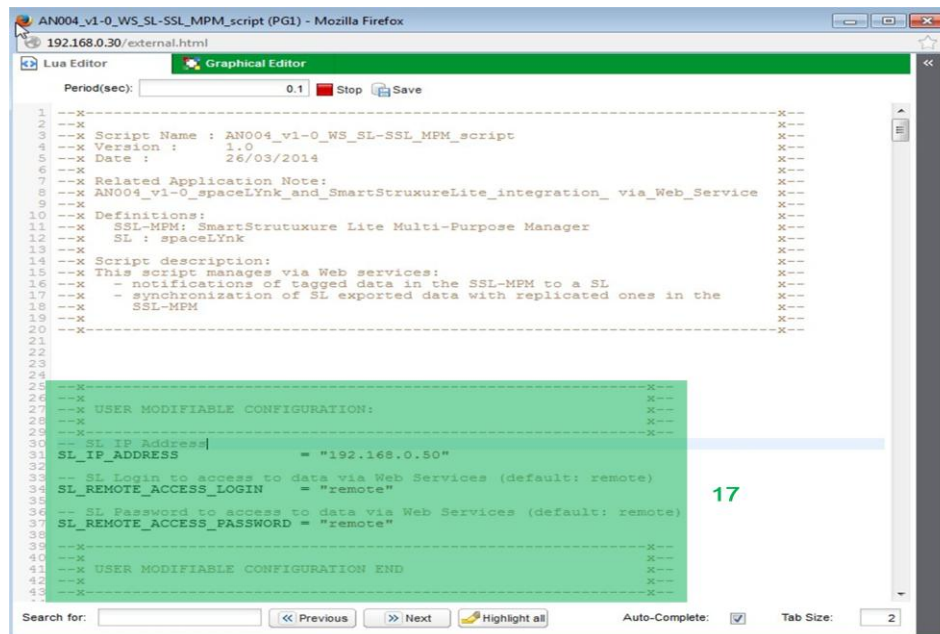 AN004_v1-0_WS_SL-SSL_MPM_script (PG1) - Mozilla Firefox
192.168.0.30/external.html
Lua Editor Graphical Editor
Period(sec): 0.1 Stop Save
1 --x---------------------------------------------------------------------------x--
2 --x x--
3 --x Script Name : AN004_v1-0_WS_SL-SSL_MPM_script x--
4 --x Version : 1.0 x--
5 --x Date : 26/03/2014 x--
6 --x x--
7 --x Related Application Note: x--
8 --x AN004_v1-0_spaceLYnk_and_SmartStruxureLite_integration_ via_Web_Service x--
9 --x x--
10 --x Definitions: x--
11 --x SSL-MPM: SmartStrutuxure Lite Multi-Purpose Manager x--
12 --x SL : spaceLYnk x--
13 --x x--
14 --x Script description: x--
15 --x This script manages via Web services: x--
16 --x - notifications of tagged data in the SSL-MPM to a SL x--
17 --x - synchronization of SL exported data with replicated ones in the x--
18 --x SSL-MPM x--
19 --x x--
20 --x---------------------------------------------------------------------------x--
21
22
23
24
25 --x-------------------------------------------------------------x--
26 --x x--
27 --x USER MODIFIABLE CONFIGURATION: x--
28 --x x--
29 --x-------------------------------------------------------------x--
30 -- SL IP Address
31 SL_IP_ADDRESS = "192.168.0.50"
32
33 -- SL Login to access to data via Web Services (default: remote)
34 SL_REMOTE_ACCESS_LOGIN = "remote"
35
36 -- SL Password to access to data via Web Services (default: remote)
37 SL_REMOTE_ACCESS_PASSWORD = "remote"
38
39 --x-------------------------------------------------------------x--
40 --x x--
41 --x USER MODIFIABLE CONFIGURATION END x--
42 --x x--
43 --x-------------------------------------------------------------x--
17
Search for: Previous Next Highlight all Auto-Complete: Tab Size: 2